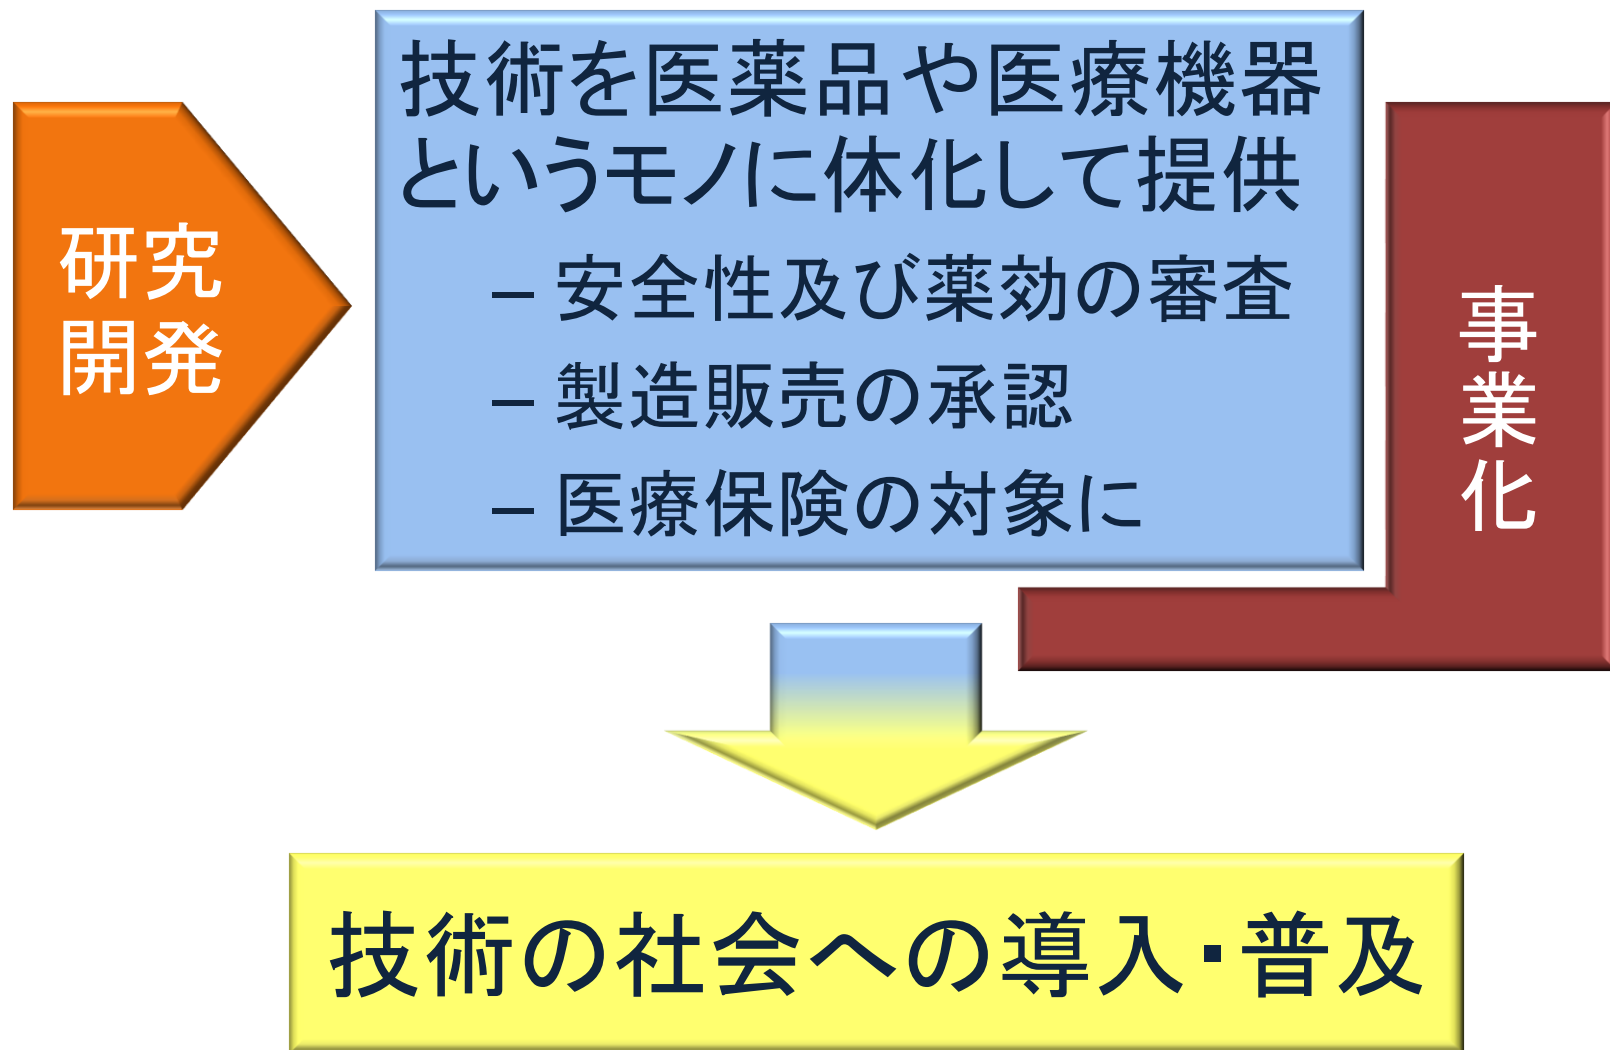 研究
開発
技術を医薬品や医療機器
というモノに体化して提供
– 安全性及び薬効の審査
– 製造販売の承認
– 医療保険の対象に
事業化
技術の社会への導入・普及